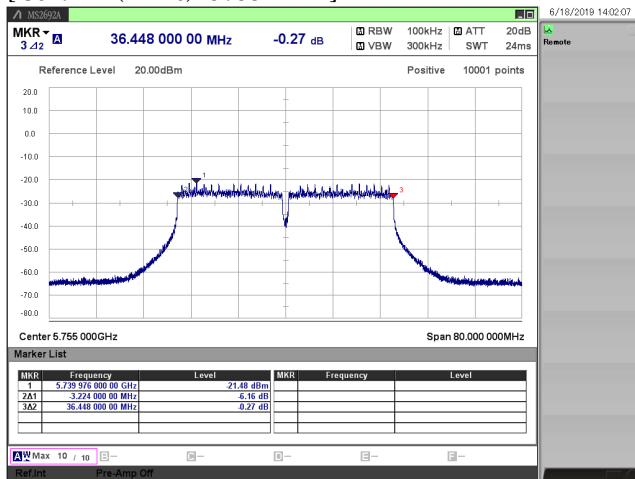 MS2692A
6/18/2019 14:02:07
MKR
3 Δ2
36.448 000 00 MHz
-0.27 dB
RBW 100kHz
ATT 20dB
VBW 300kHz
SWT 24ms
Remote
Reference Level 20.00dBm
Positive 10001 points
20.0
10.0
0.0
-10.0
-20.0
-30.0
-40.0
-50.0
-60.0
-70.0
-80.0
1
2
3
Center 5.755 000GHz
Span 80.000 000MHz
Marker List
MKR Frequency Level MKR Frequency Level
1 5.739 976 000 00 GHz -21.48 dBm
2Δ1 -3.224 000 00 MHz -6.16 dB
3Δ2 36.448 000 00 MHz -0.27 dB
A W Max 10 / 10 B -- C -- D -- E -- F --
Ref.Int Pre-Amp Off